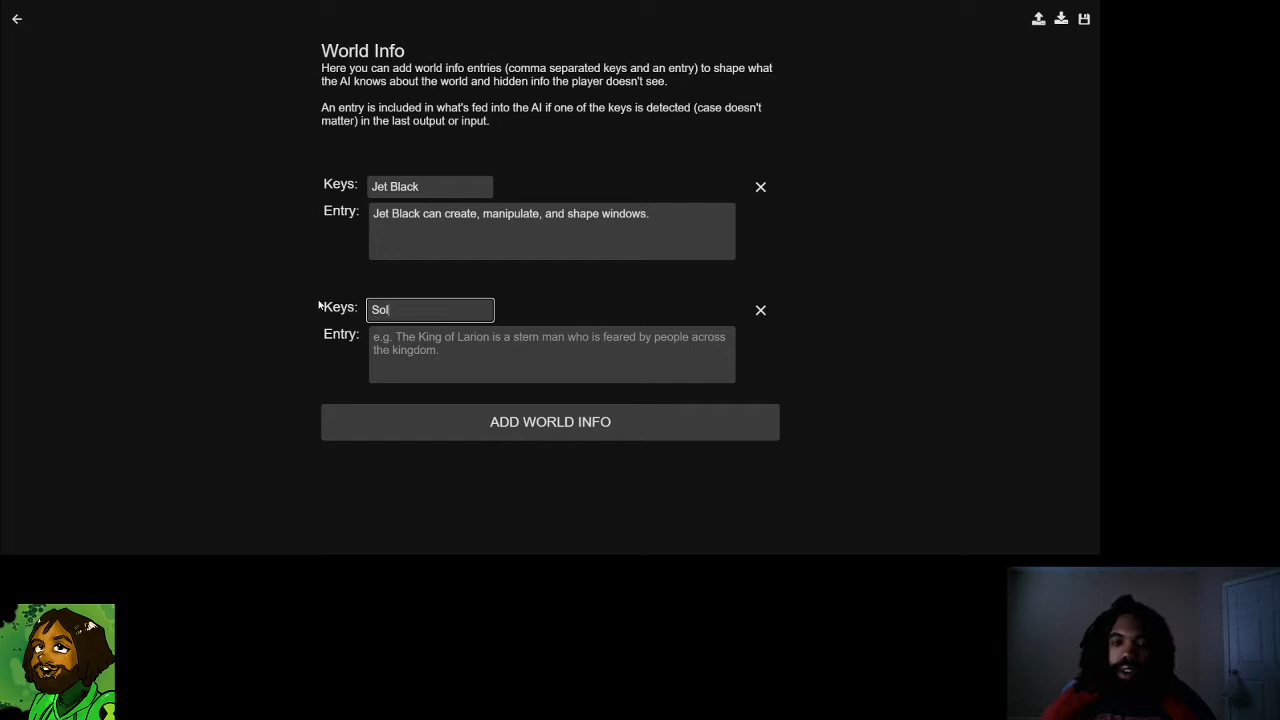 World Info
Here you can add world info entries (comma separated keys and an entry) to shape what
the AI knows about the world and hidden info the player doesn't see.
An entry is included in what's fed into the AI if one of the keys is detected (case doesn't
matter) in the last output or input.
Keys: Jet Black
Entry: Jet Black can create, manipulate, and shape windows.
Keys: Sol
Entry: e.g. The King of Larion is a stern man who is feared by people across
the kingdom.
ADD WORLD INFO